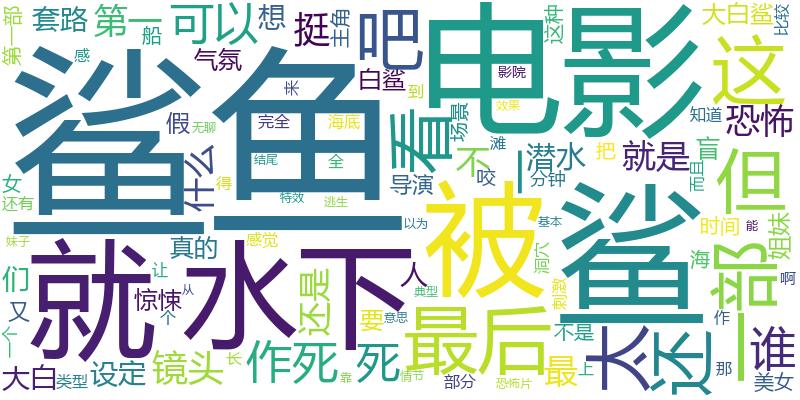 第一部
套路
船
第一
可以
想
挺
主角
吧
电影
这种
大白鲨
比较
感
气氛
白鲨
来
到
影院
看
场景
这
知道
恐怖
鲨鱼
假
无聊
完全
海底
效果
不
一
潜水
把
就是
盲
但
而且
什么
结尾
全
导演
咬
滩
分钟
女
还有
得
特效
逃生
被
鲨
时间
姐妹
妹子
真的
感觉
以为
基本
洞穴
能
们
就
水下
让
还是
人
海
一部
又
惊悚
从
个
要
典型
意思
最后
刺激
不是
太
还
作
啊
谁
大白
类型
设定
镜头
长
作死
靠
死
情节
部分
恐怖片
最
上
那
美女